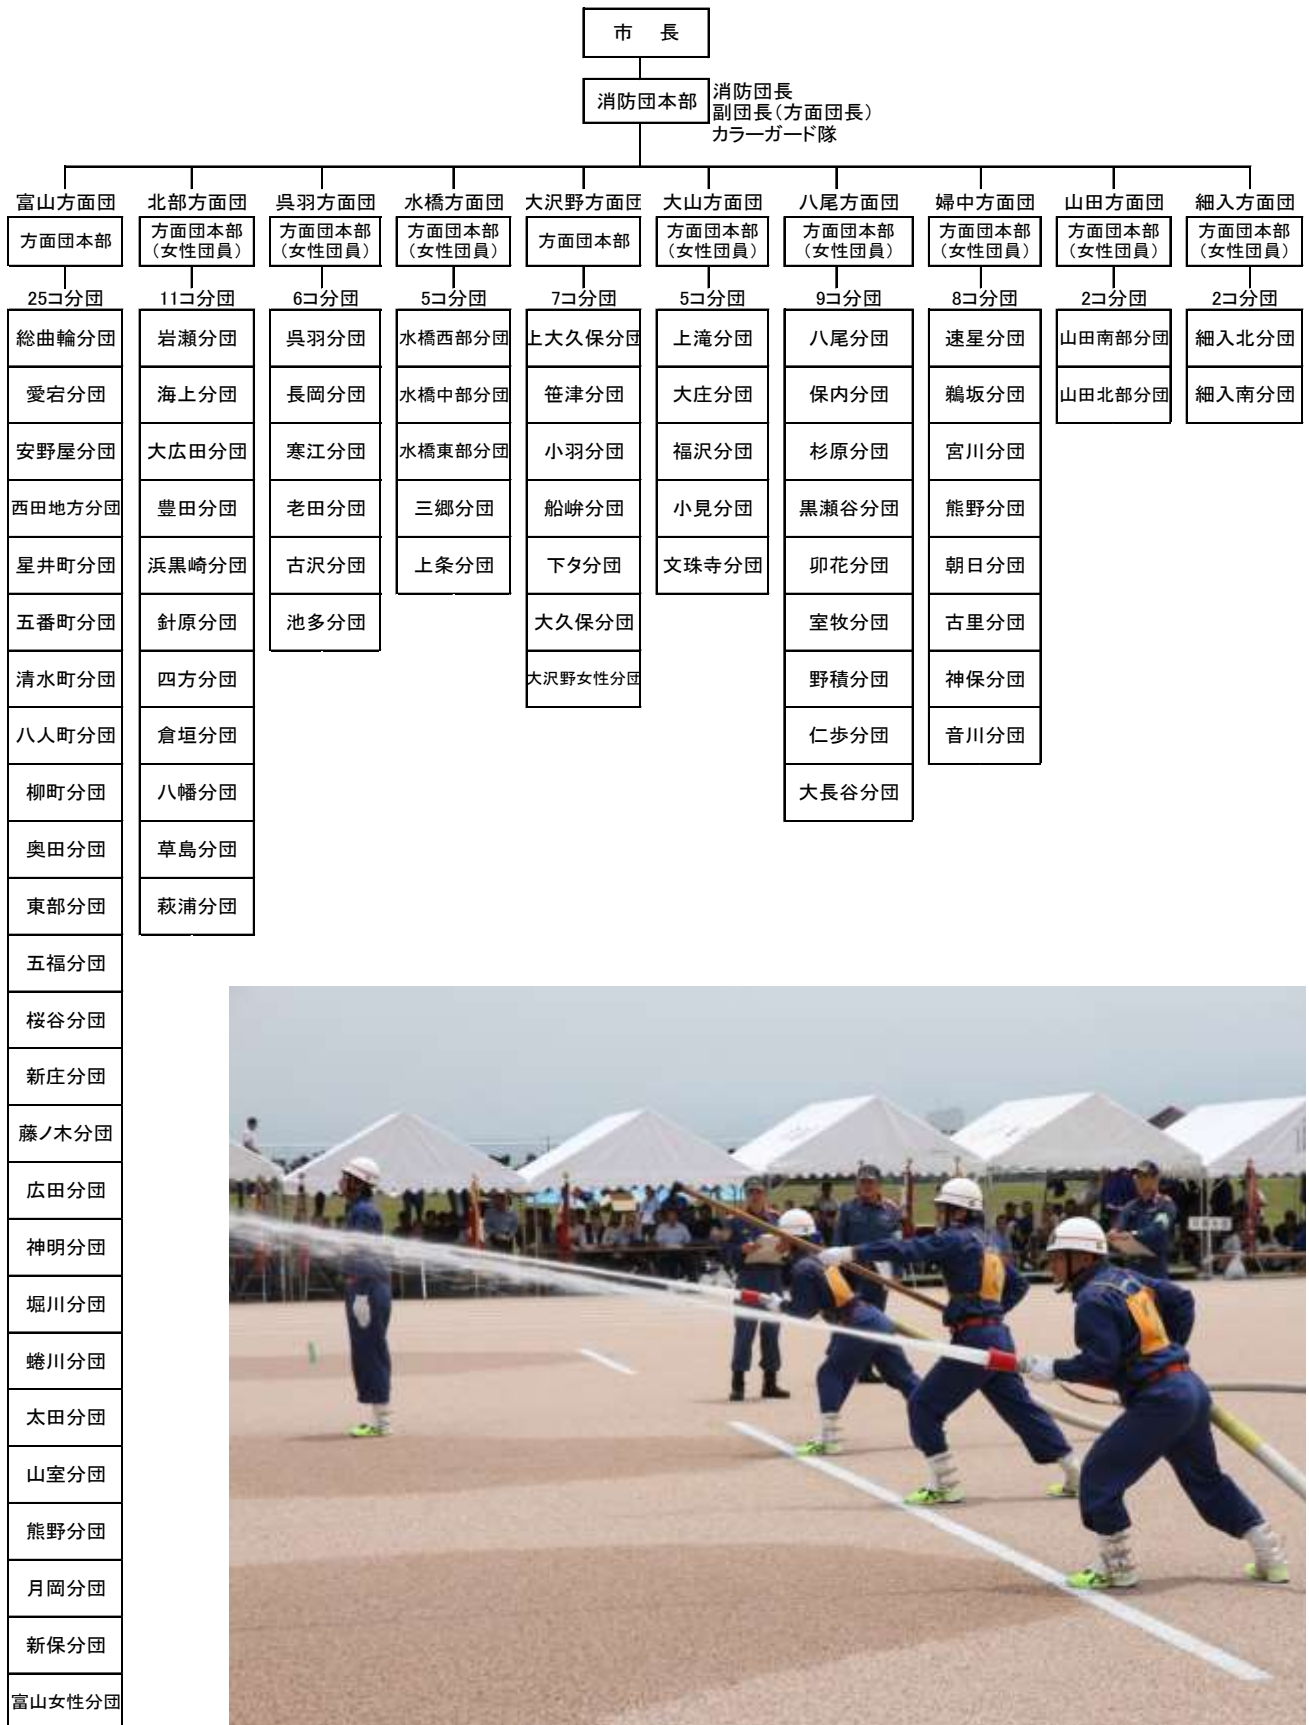 市　長
消防団本部
消防団長
副団長(方面団長)
カラーガード隊
富山方面団
方面団本部
25コ分団
総曲輪分団
愛宕分団
安野屋分団
西田地方分団
星井町分団
五番町分団
清水町分団
八人町分団
柳町分団
奥田分団
東部分団
五福分団
桜谷分団
新庄分団
藤ノ木分団
広田分団
神明分団
堀川分団
蜷川分団
太田分団
山室分団
熊野分団
月岡分団
新保分団
富山女性分団
北部方面団
方面団本部
(女性団員)
11コ分団
岩瀬分団
海上分団
大広田分団
豊田分団
浜黒崎分団
針原分団
四方分団
倉垣分団
八幡分団
草島分団
萩浦分団
呉羽方面団
方面団本部
(女性団員)
6コ分団
呉羽分団
長岡分団
寒江分団
老田分団
古沢分団
池多分団
水橋方面団
方面団本部
(女性団員)
5コ分団
水橋西部分団
水橋中部分団
水橋東部分団
三郷分団
上条分団
大沢野方面団
方面団本部
7コ分団
上大久保分団
笹津分団
小羽分団
船峅分団
下タ分団
大久保分団
大沢野女性分団
大山方面団
方面団本部
(女性団員)
5コ分団
上滝分団
大庄分団
福沢分団
小見分団
文珠寺分団
八尾方面団
方面団本部
(女性団員)
9コ分団
八尾分団
保内分団
杉原分団
黒瀬谷分団
卯花分団
室牧分団
野積分団
仁歩分団
大長谷分団
婦中方面団
方面団本部
(女性団員)
8コ分団
速星分団
鵜坂分団
宮川分団
熊野分団
朝日分団
古里分団
神保分団
音川分団
山田方面団
方面団本部
(女性団員)
2コ分団
山田南部分団
山田北部分団
細入方面団
方面団本部
(女性団員)
2コ分団
細入北分団
細入南分団